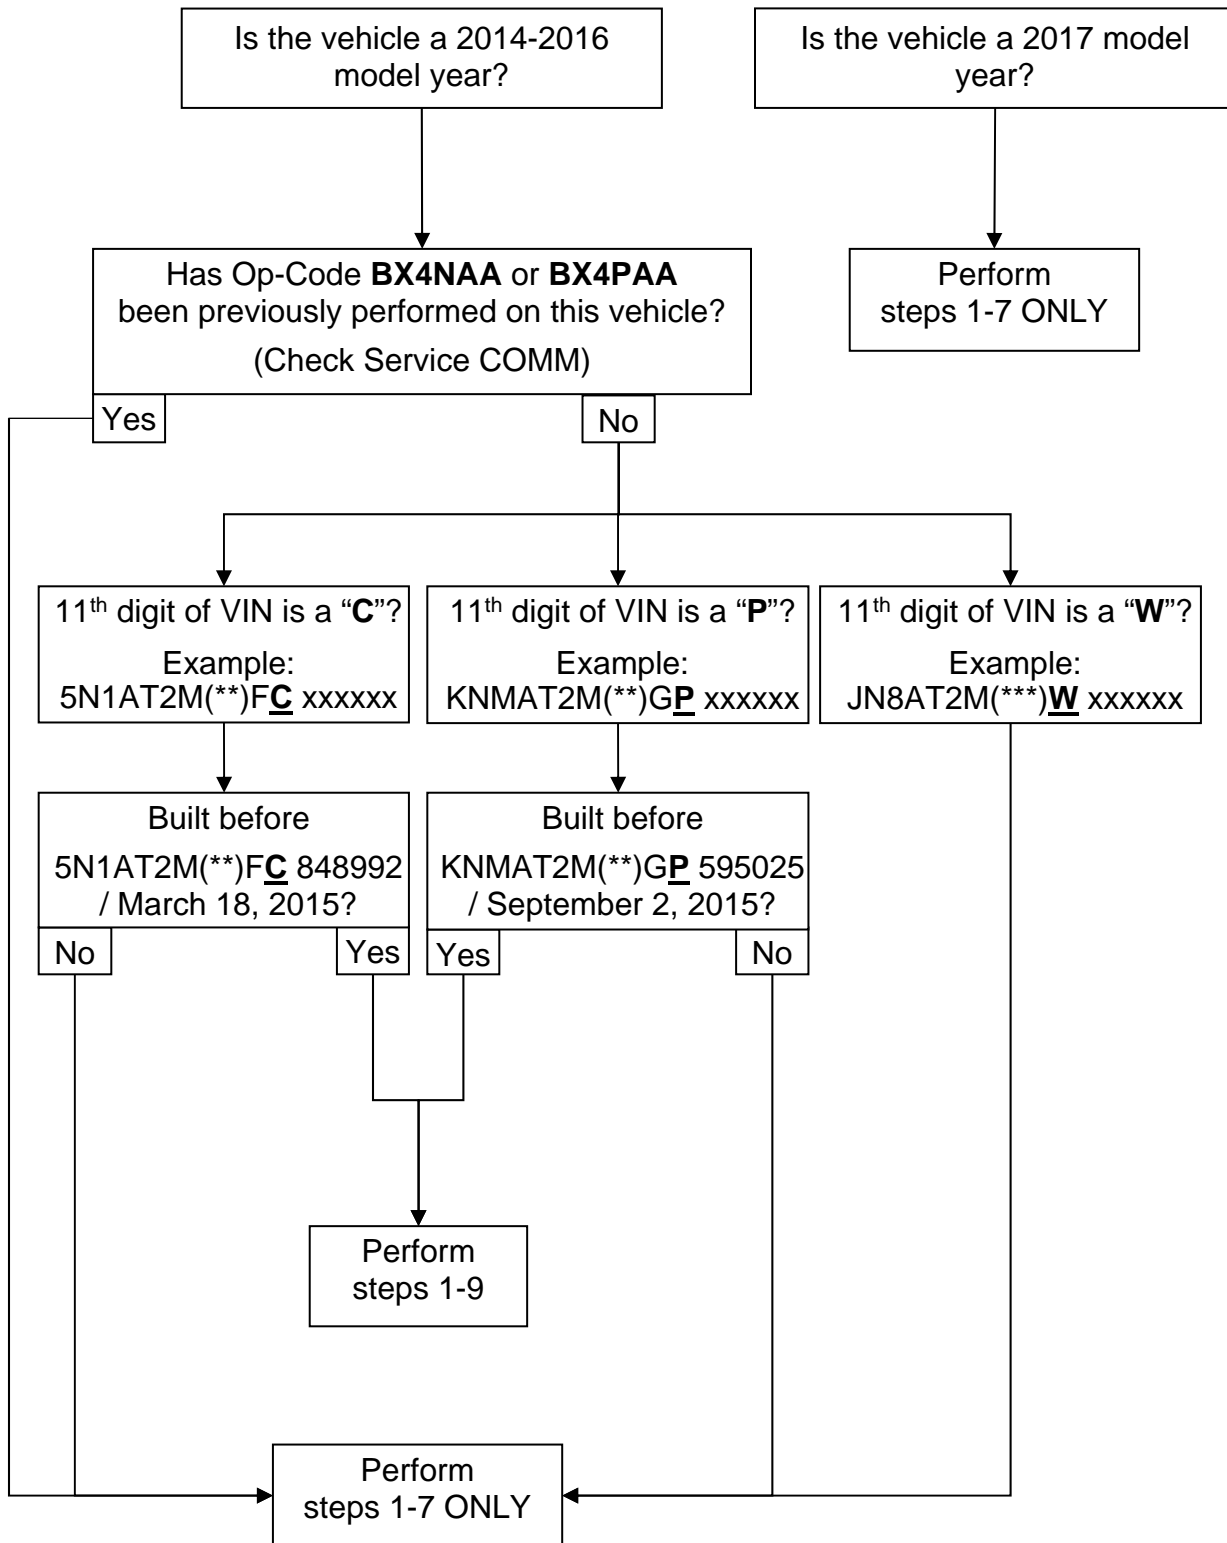 Is the vehicle a 2014-2016
model year?
Is the vehicle a 2017 model
year?
Has Op-Code BX4NAA or BX4PAA
been previously performed on this vehicle?
(Check Service COMM)
Yes
No
Perform
steps 1-7 ONLY
11th digit of VIN is a “C”?
Example:
5N1AT2M(**)FC xxxxxx
11th digit of VIN is a “P”?
Example:
KNMAT2M(**)GP xxxxxx
11th digit of VIN is a “W”?
Example:
JN8AT2M(***)W xxxxxx
Built before
5N1AT2M(**)FC 848992
/ March 18, 2015?
No
Yes
Built before
KNMAT2M(**)GP 595025
/ September 2, 2015?
Yes
No
Perform
steps 1-9
Perform
steps 1-7 ONLY